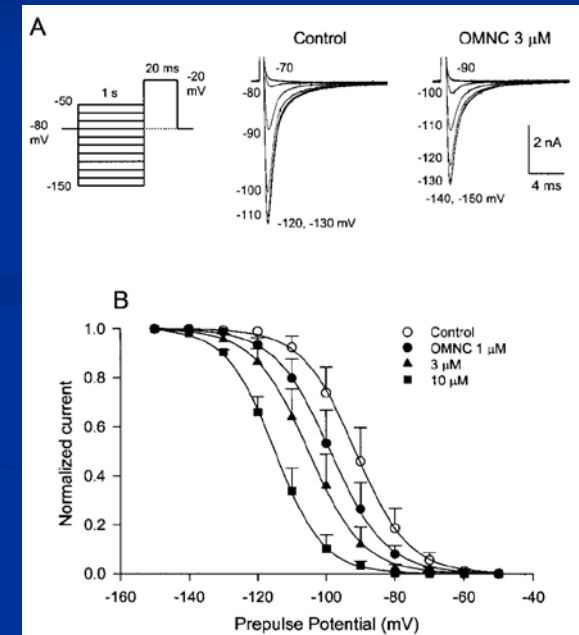 A
Control
OMNC 3 μM
20 ms
-20
mV
-50
1 s
-80
mV
-150
-70
-80
-90
-100
-110
-120, -130 mV
-90
-100
-110
-120
-130
-140, -150 mV
2 nA
4 ms
B
Control
OMNC 1 μM
3 μM
10 μM
Normalized current
1.0
0.8
0.6
0.4
0.2
0.0
-160
-140
-120
-100
-80
-60
-40
Prepulse Potential (mV)